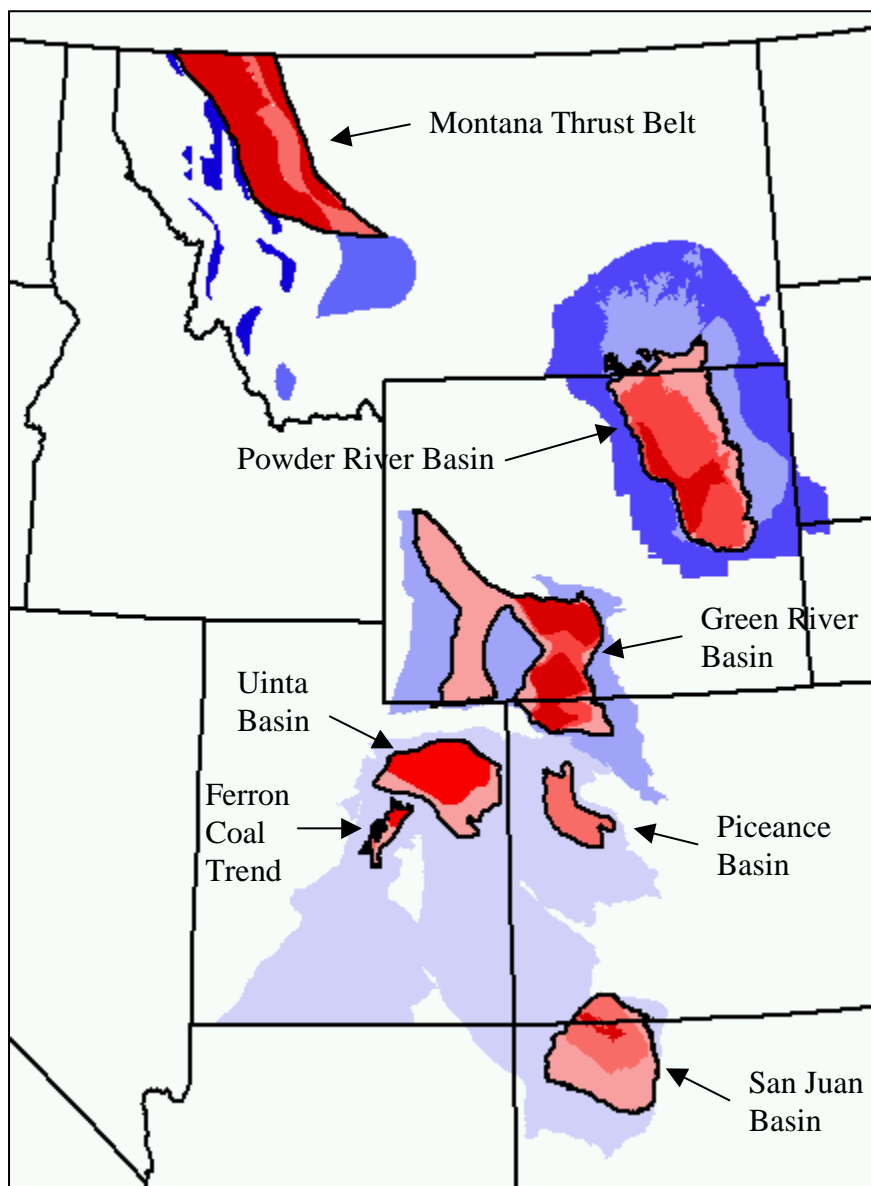 Montana Thrust Belt
Powder River Basin
Green River
Basin
Uinta
Basin
Ferron
Coal
Trend
Piceance
Basin
San Juan
Basin